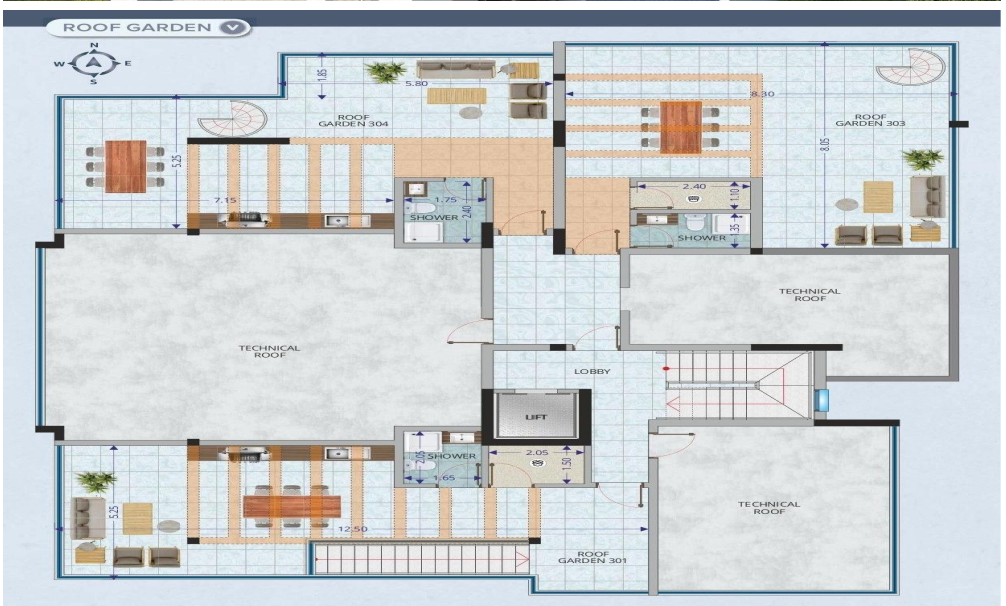 ROOF GARDEN
N
W E
S
1.85
5.80
ROOF
GARDEN 304
8.30
ROOF
GARDEN 303
8.05
5.25
7.15
1.75
2.40
SHOWER
2.40
1.10
1.35
SHOWER
TECHNICAL
ROOF
TECHNICAL
ROOF
LOBBY
LIFT
2.05
SHOWER
1.65
2.05
1.50
5.25
12.50
TECHNICAL
ROOF
ROOF
GARDEN 301